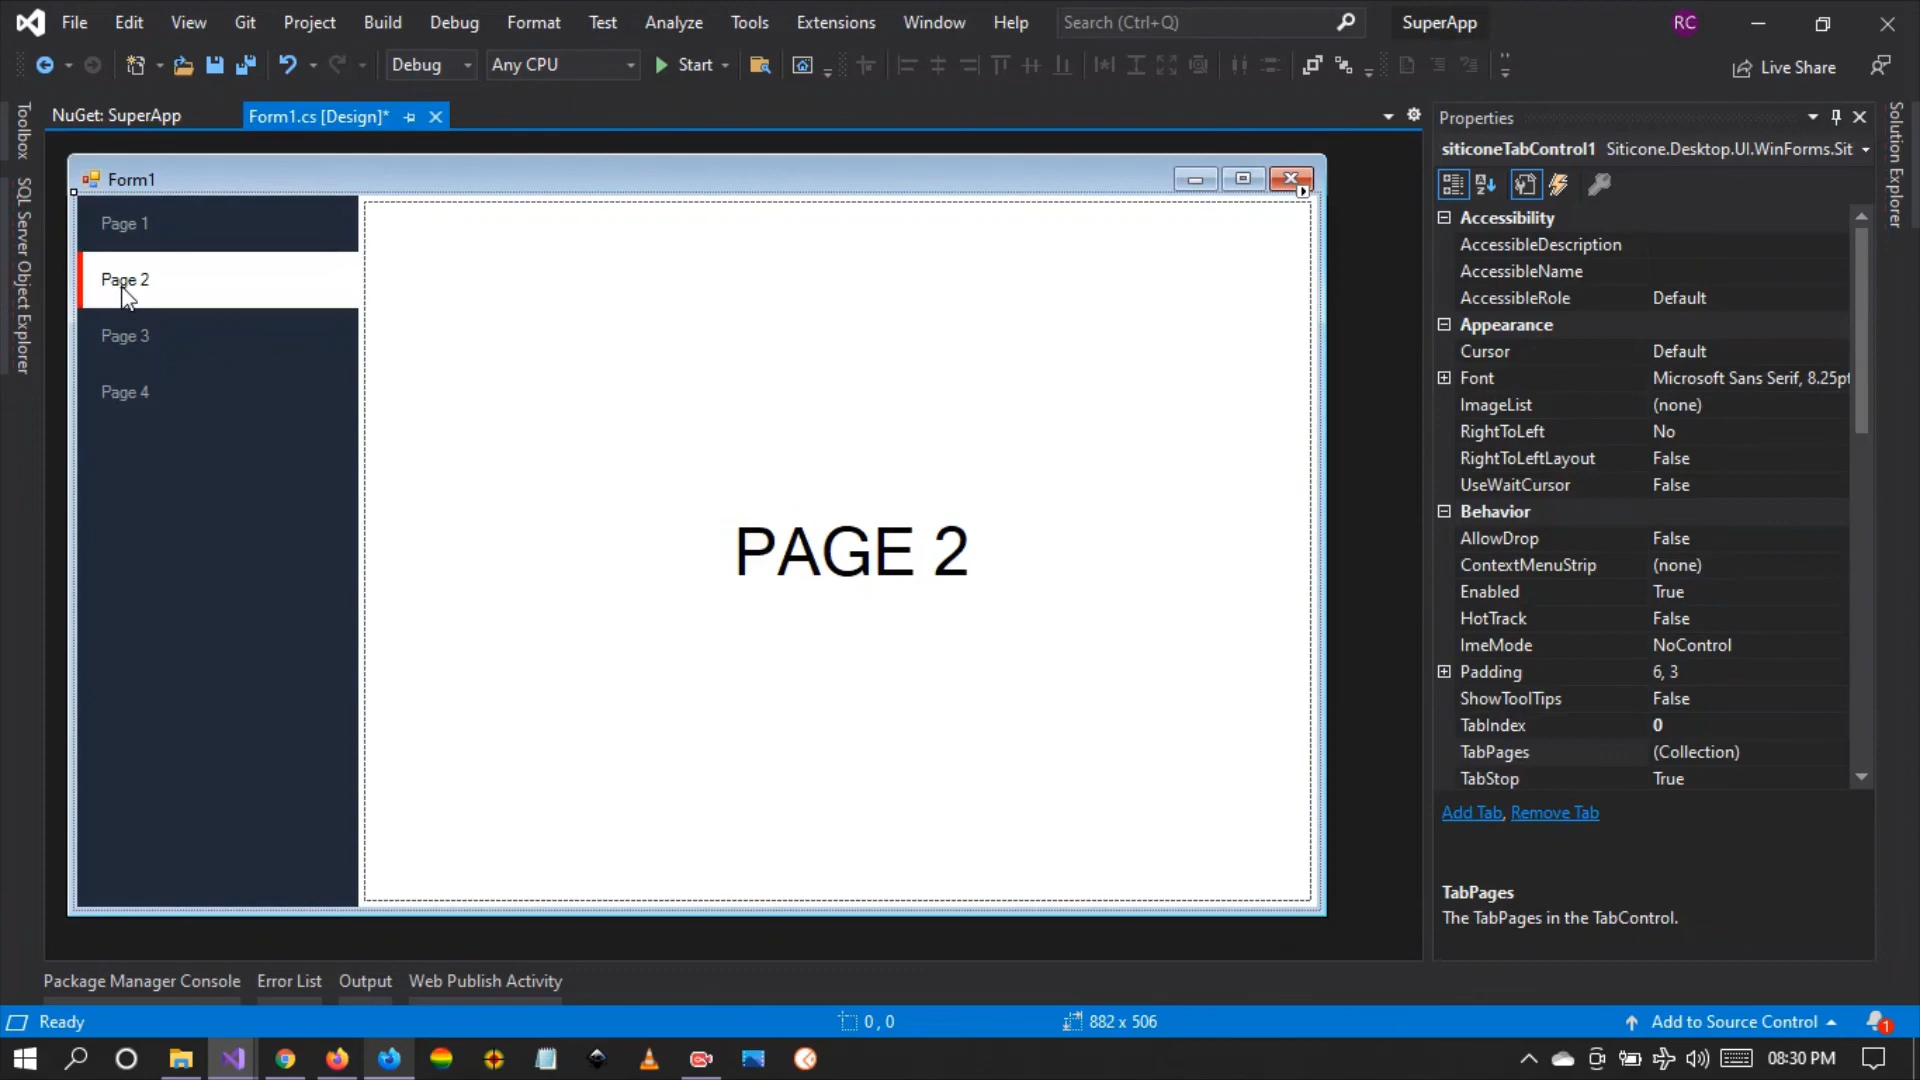 File Edit View Git Project Build Debug Format Test Analyze Tools Extensions Window Help Search (Ctrl+Q) SuperApp RC
Debug Any CPU Start Live Share
NuGet: SuperApp Form1.cs [Design]*
Toolbox
SQL Server Object Explorer
Form1
Page 1
Page 2
Page 3
Page 4
PAGE 2
Properties
siticoneTabControl1 Siticone.Desktop.UI.WinForms.Sit
Accessibility
AccessibleDescription
AccessibleName
AccessibleRole Default
Appearance
Cursor Default
Font Microsoft Sans Serif, 8.25pt
ImageList (none)
RightToLeft No
RightToLeftLayout False
UseWaitCursor False
Behavior
AllowDrop False
ContextMenuStrip (none)
Enabled True
HotTrack False
ImeMode NoControl
Padding 6, 3
ShowToolTips False
TabIndex 0
TabPages (Collection)
TabStop True
Add Tab, Remove Tab
TabPages
The TabPages in the TabControl.
Solution Explorer
Package Manager Console Error List Output Web Publish Activity
Ready 0 , 0 882 x 506 Add to Source Control 1
08:30 PM